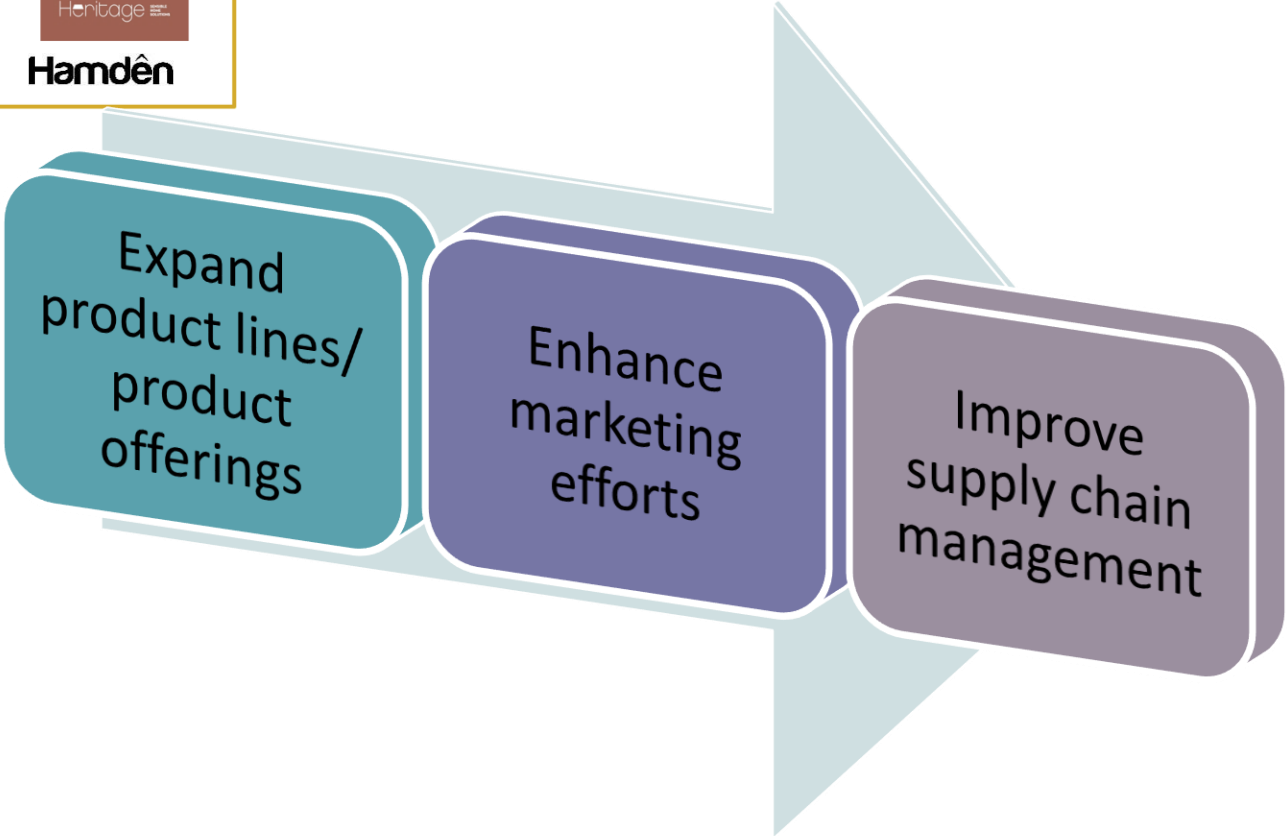 Heritage
Hamdên
Expand
product lines/
product
offerings
Enhance
marketing
efforts
Improve
supply chain
management